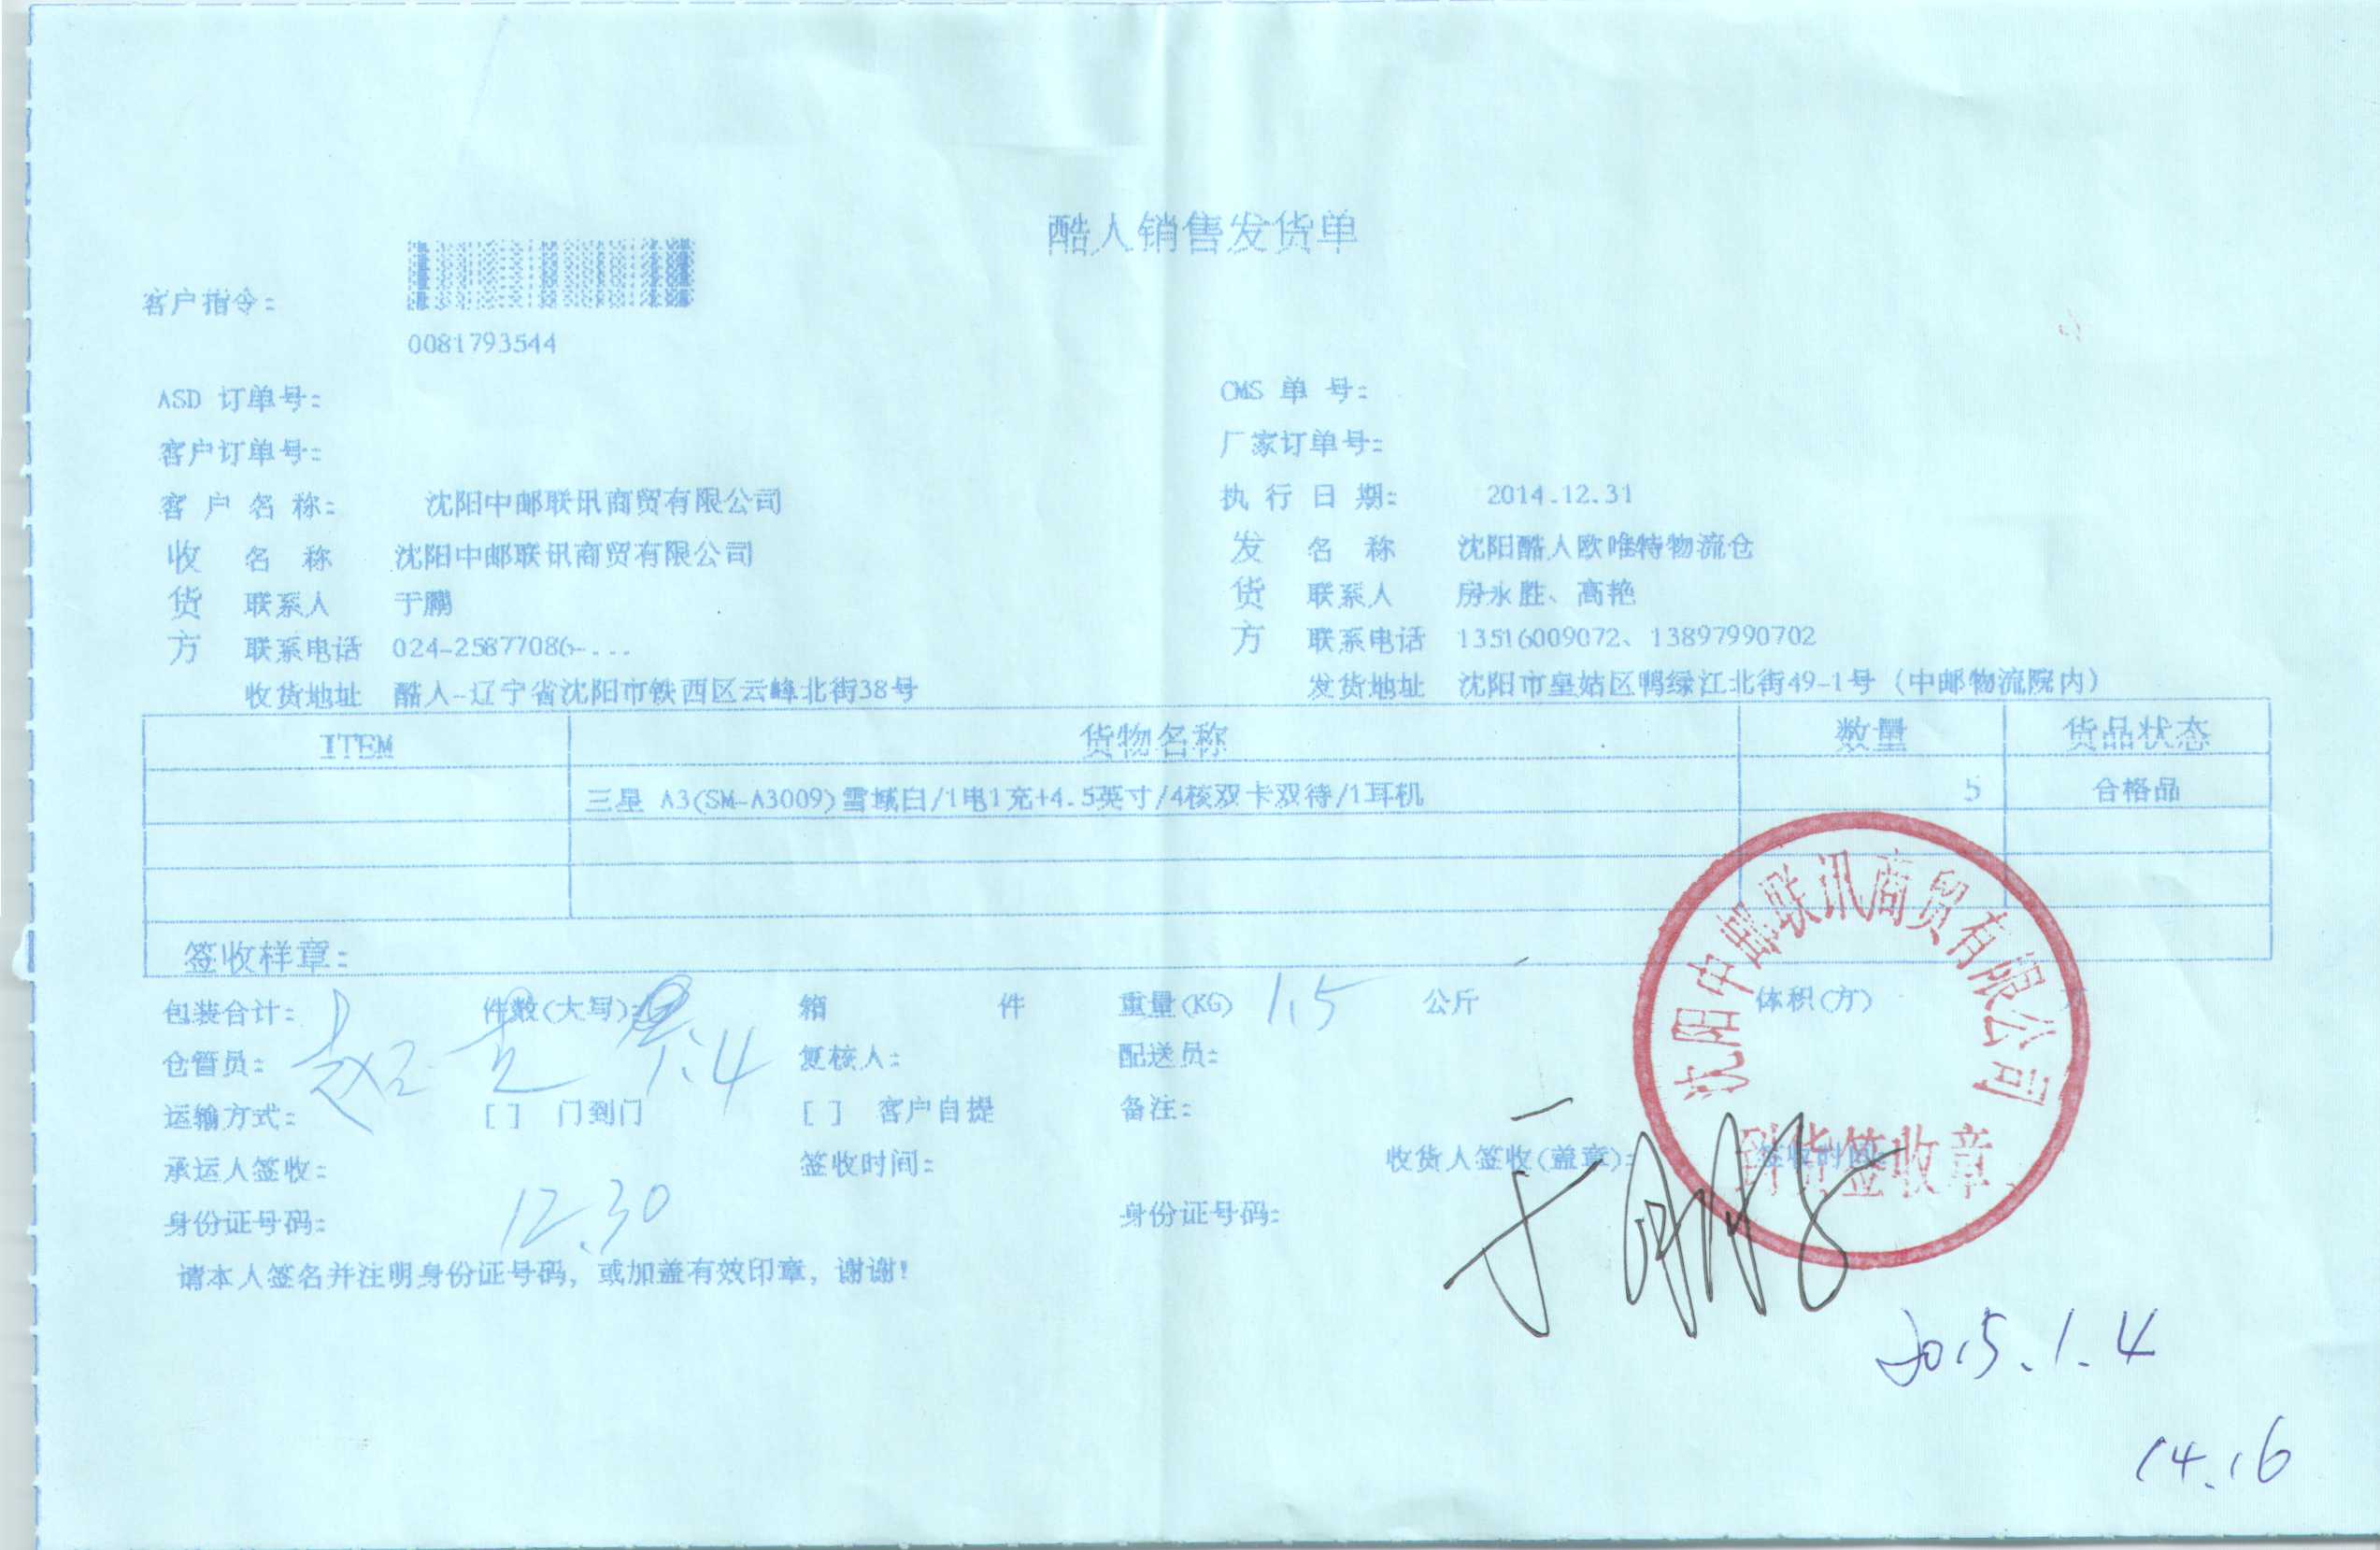 酷人销售发货单
客户指令：
0081793544
ASD 订单号： CMS 单 号：
客户订单号： 厂家订单号：
客 户 名 称： 沈阳中邮联讯商贸有限公司 执 行 日 期： 2014.12.31
收 名 称 沈阳中邮联讯商贸有限公司 发 名 称 沈阳酷人欧唯特物流仓
货 联系人 于鹏 货 联系人 房永胜、高艳
方 联系电话 024-25877086-... 方 联系电话 13516009072、13897990702
收货地址 酷人-辽宁省沈阳市铁西区云峰北街38号 发货地址 沈阳市皇姑区鸭绿江北街49-1号（中邮物流院内）
ITEM 货物名称 数量 货品状态
三星 A3(SM-A3009)雪域白/1电1充+4.5英寸/4核双卡双待/1耳机 5 合格品
签收样章：
包装合计： 件数(大写)： 箱 件 重量(KG) 1.5 公斤 体积(方)
仓管员： 复核人： 配送员：
运输方式： [ ] 门到门 [ ] 客户自提 备注：
承运人签收： 签收时间： 收货人签收(盖章)： 签收时间：
身份证号码： 12.30 身份证号码：
请本人签名并注明身份证号码，或加盖有效印章，谢谢！
沈阳中邮联讯商贸有限公司
到货签收章
于鹏
2015.1.4
14.16